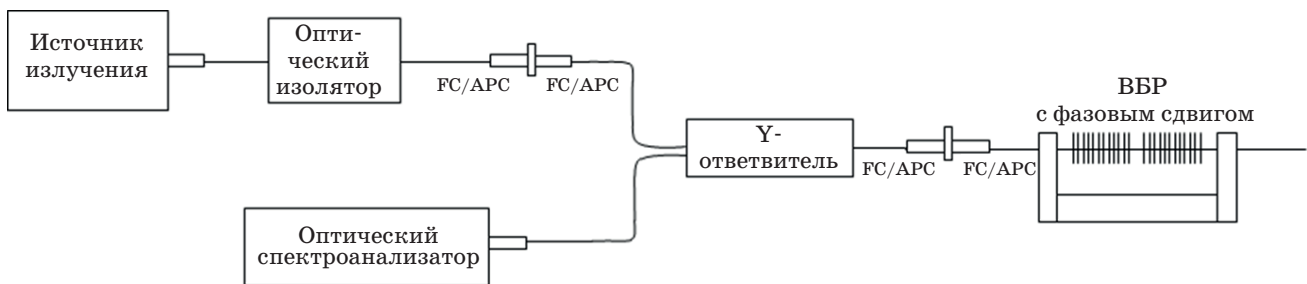 Источник
излучения
Опти-
ческий
изолятор
FC/APC
FC/APC
Y-
ответвитель
FC/APC
FC/APC
ВБР
с фазовым сдвигом
Оптический
спектроанализатор